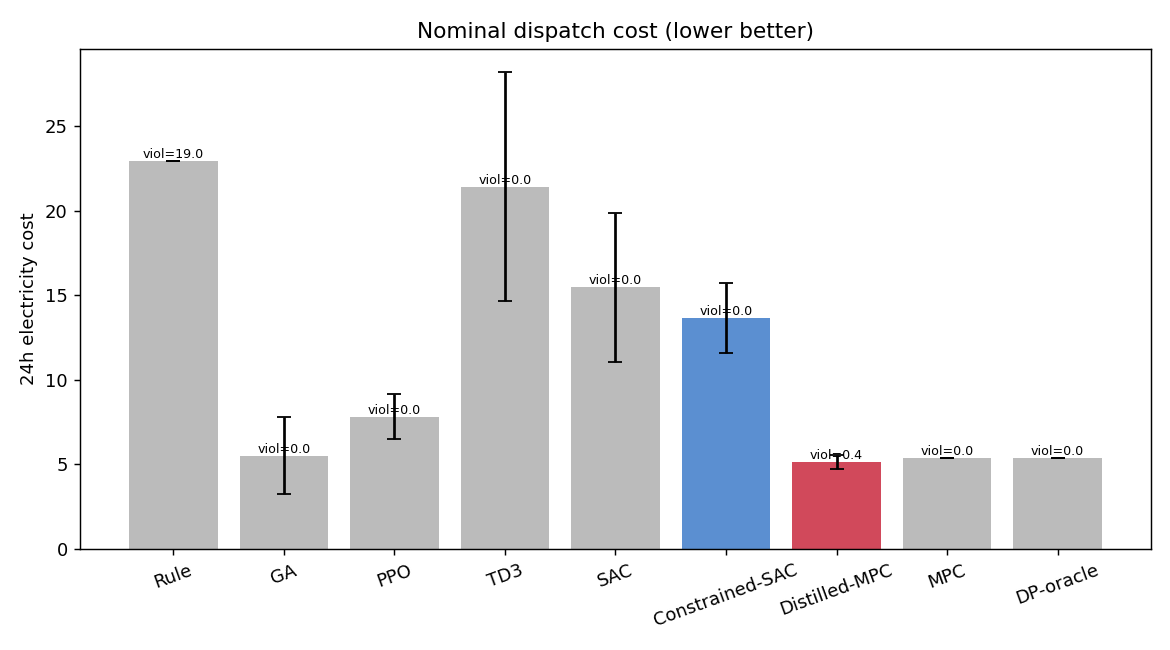 Nominal dispatch cost (lower better)
24h electricity cost
25
20
15
10
5
0
viol=19.0
viol=0.0
viol=0.0
viol=0.0
viol=0.0
viol=0.0
viol=0.4
viol=0.0
viol=0.0
Rule
GA
PPO
TD3
SAC
Constrained-SAC
Distilled-MPC
MPC
DP-oracle